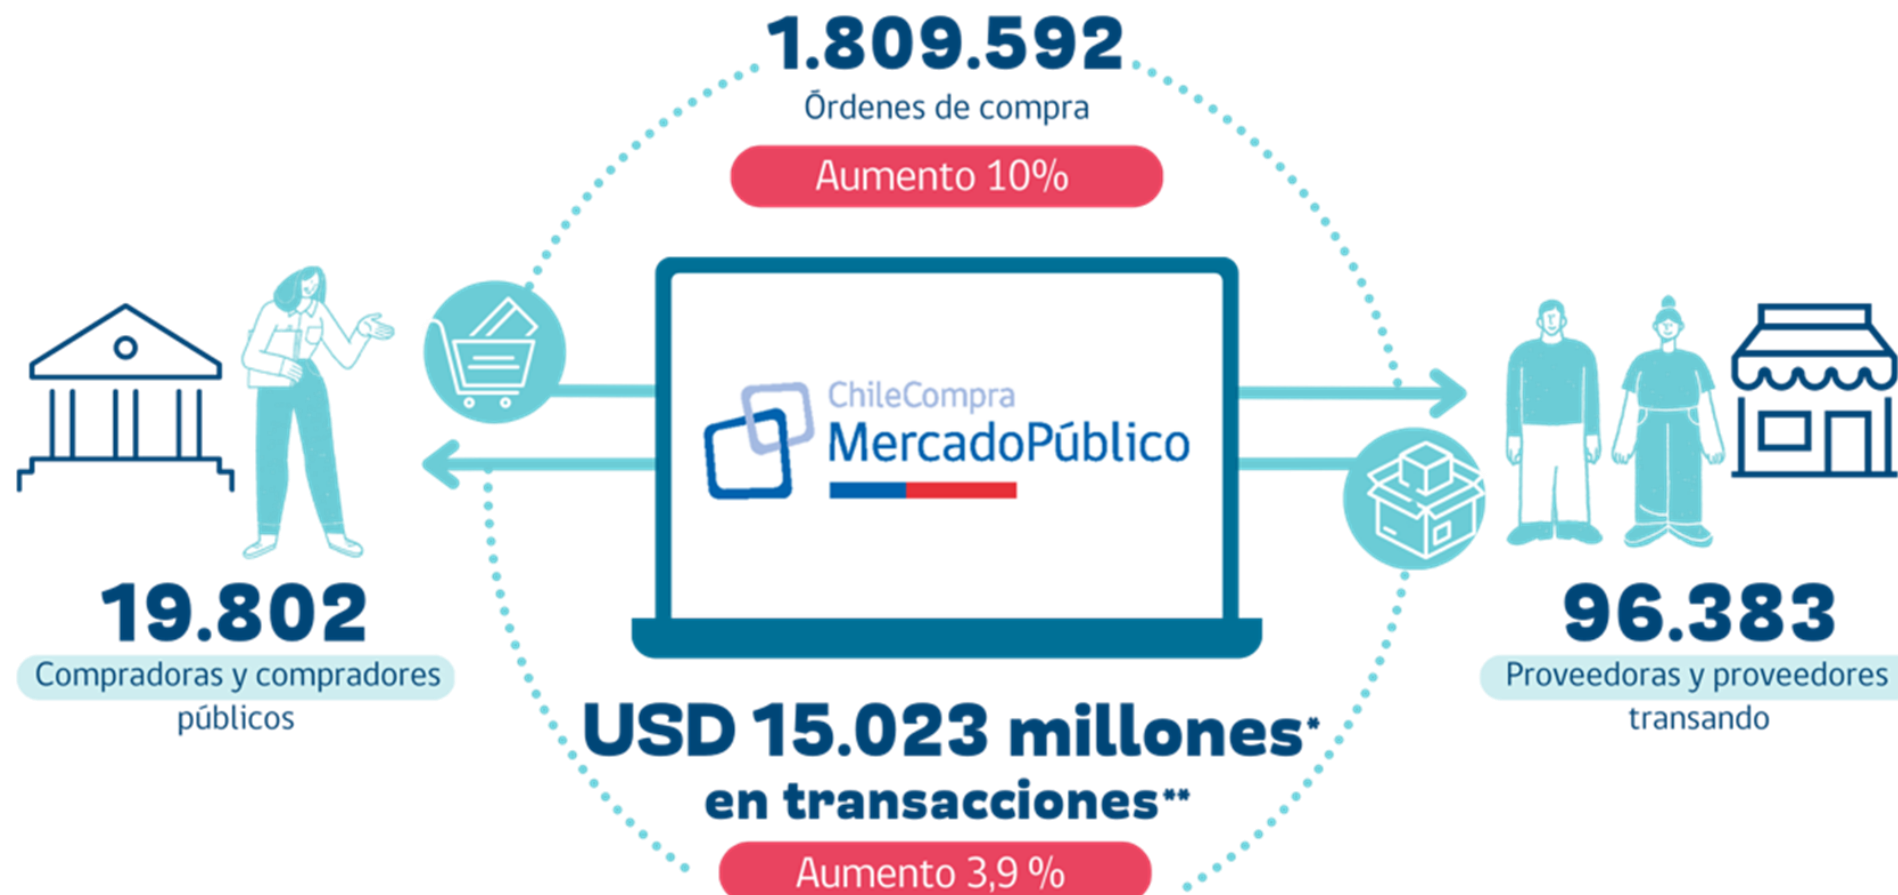 1.809.592
Órdenes de compra
Aumento 10%
ChileCompra
MercadoPúblico
19.802
Compradoras y compradores
públicos
96.383
Proveedoras y proveedores
transando
USD 15.023 millones*
en transacciones**
Aumento 3,9 %